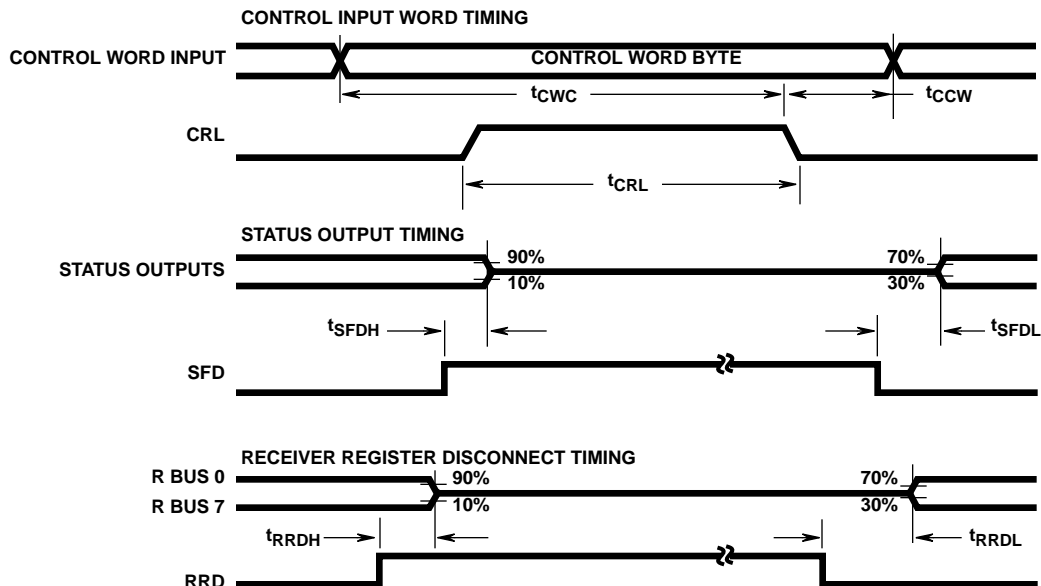 CONTROL INPUT WORD TIMING
CONTROL WORD INPUT
CONTROL WORD BYTE
tCWC
tCCW
CRL
tCRL
STATUS OUTPUT TIMING
STATUS OUTPUTS
90%
70%
10%
30%
tSFDH
tSFDL
SFD
RECEIVER REGISTER DISCONNECT TIMING
R BUS 0
90%
70%
R BUS 7
10%
30%
tRRDH
tRRDL
RRD